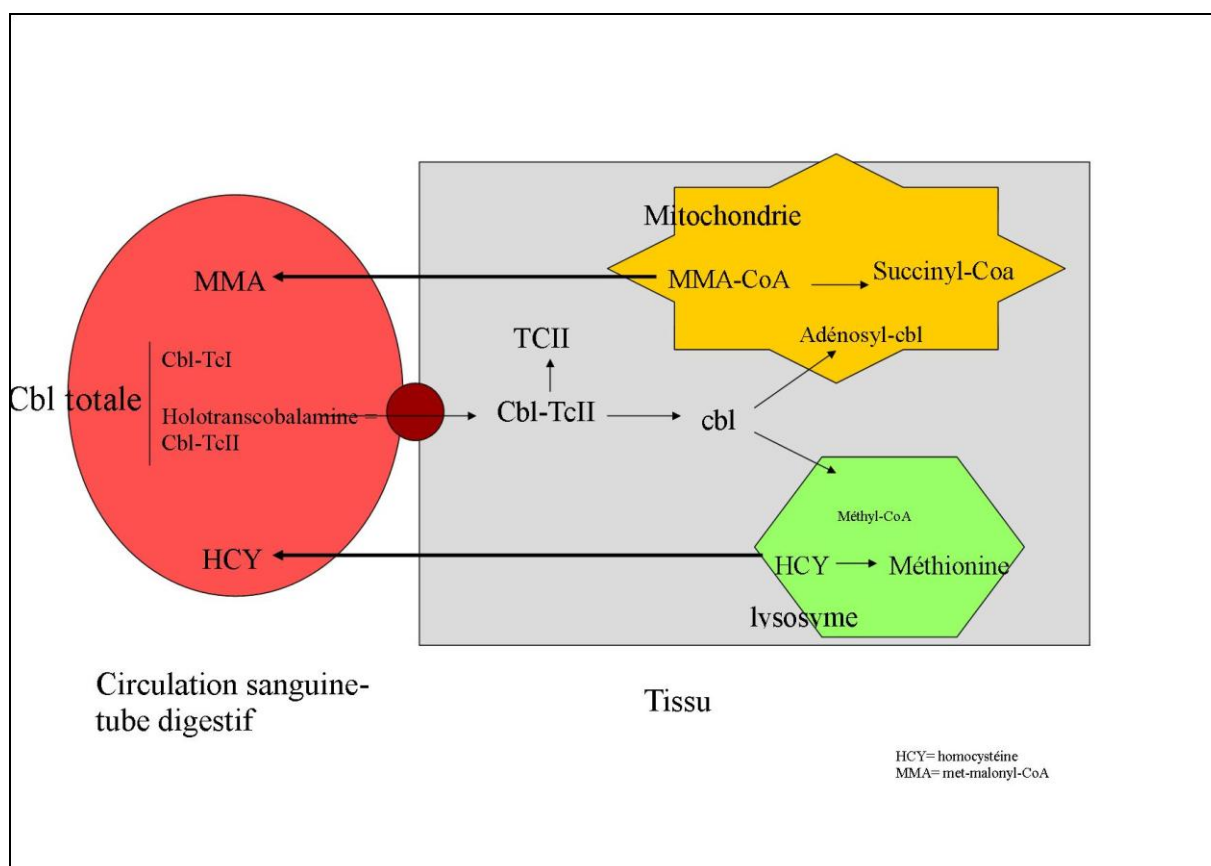 Mitochondrie
MMA
MMA-CoA
Succinyl-Coa
TCII
Adénosyl-cbl
Cbl-TcI
Cbl totale
Holotranscobalamine =
Cbl-TcII
Cbl-TcII
cbl
Méthyl-CoA
HCY
HCY
Méthionine
lysosyme
Circulation sanguine-
tube digestif
Tissu
HCY= homocystéine
MMA= met-malonyl-CoA